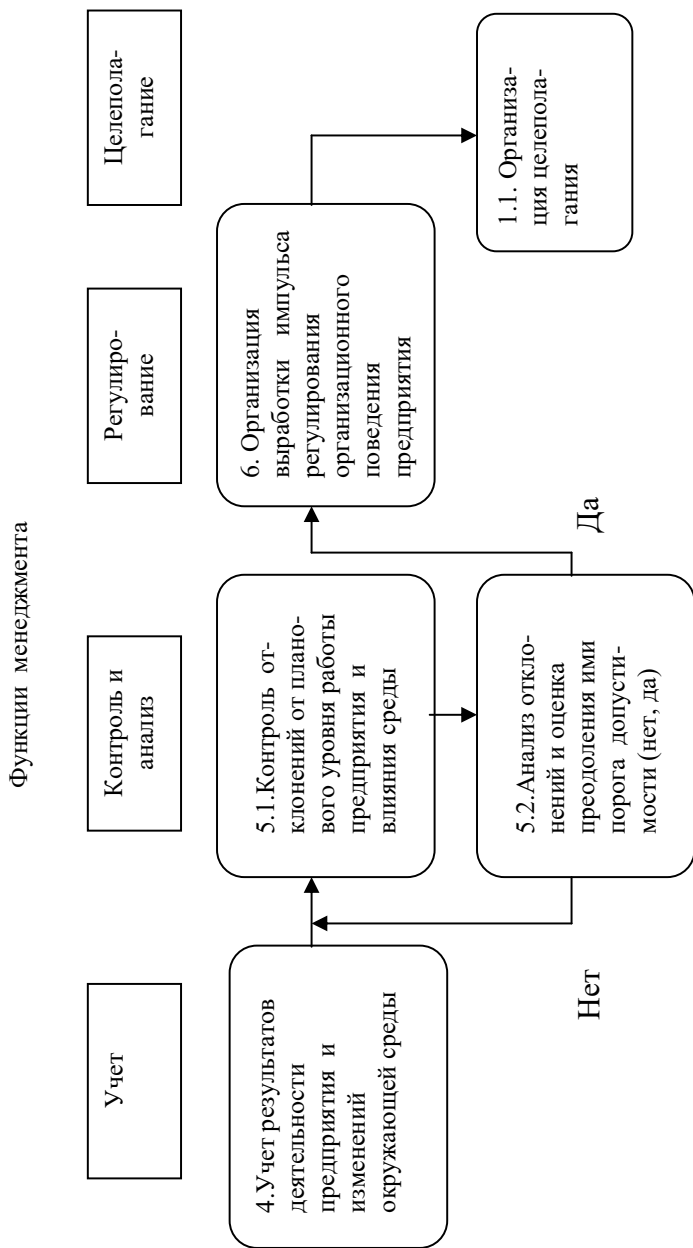 Функции менеджмента
Учет
Контроль и
анализ
Регулиро-
вание
Целепола-
гание
4.Учет результатов
деятельности
предприятия и
изменений
окружающей среды
5.1.Контроль от-
клонений от плано-
вого уровня работы
предприятия и
влияния среды
6. Организация
выработки импульса
регулирования
организационного
поведения
предприятия
5.2.Анализ откло-
нений и оценка
преодоления ими
порога допусти-
мости (нет, да)
1.1. Организа-
ция целепола-
гания
Нет
Да